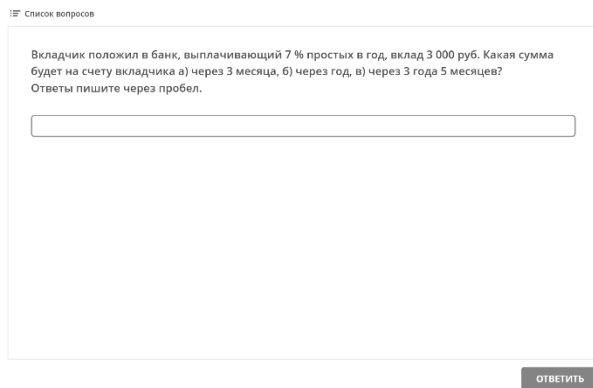 Список вопросов
Вкладчик положил в банк, выплачивающий 7 % простых в год, вклад 3 000 руб. Какая сумма
будет на счету вкладчика а) через 3 месяца, б) через год, в) через 3 года 5 месяцев?
Ответы пишите через пробел.
ОТВЕТИТЬ